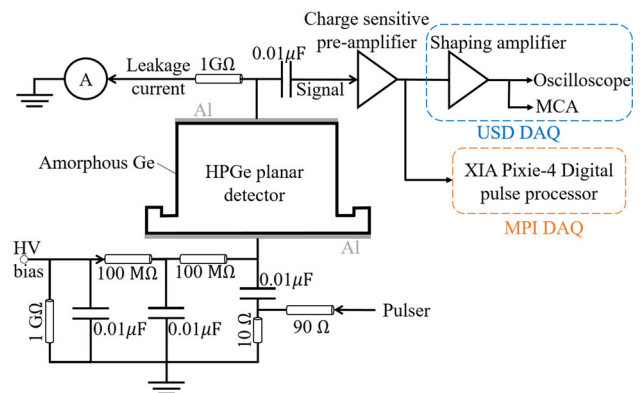 Charge sensitive
pre-amplifier
Shaping amplifier
0.01μF
1GΩ
A
Leakage
current
Signal
Oscilloscope
MCA
USD DAQ
Al
Amorphous Ge
HPGe planar
detector
XIA Pixie-4 Digital
pulse processor
MPI DAQ
Al
HV
bias
100 MΩ
100 MΩ
0.01μF
Pulser
1 GΩ
0.01μF
0.01μF
10 Ω
90 Ω